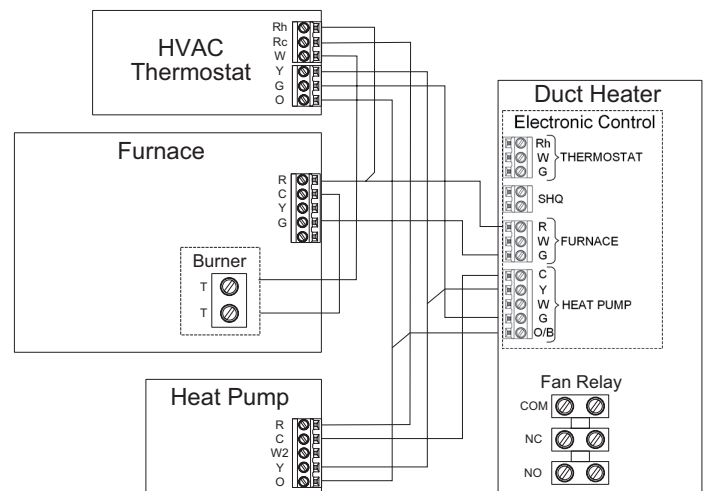 HVAC
Thermostat
Rh
Rc
W
Y
G
O
Furnace
R
C
Y
G
Burner
T
T
Heat Pump
R
C
W2
Y
O
Duct Heater
Electronic Control
Rh
W
G
THERMOSTAT
SHQ
R
W
G
FURNACE
C
Y
W
G
O/B
HEAT PUMP
Fan Relay
COM
NC
NO